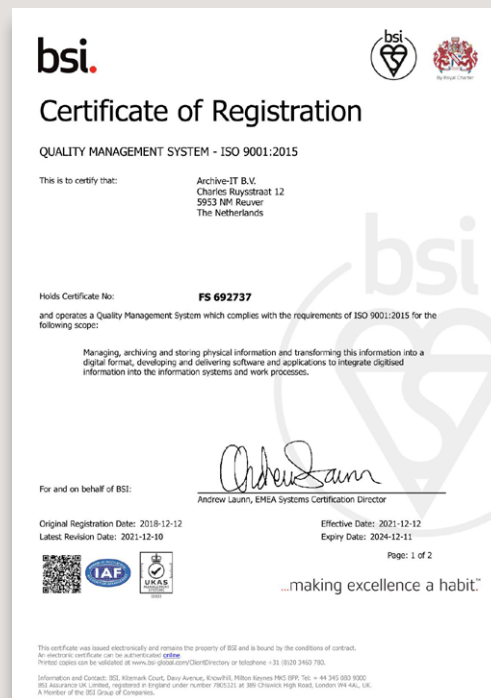 bsi.
bsi
By Royal Charter
Certificate of Registration
QUALITY MANAGEMENT SYSTEM - ISO 9001:2015
This is to certify that:
Archive-IT B.V.
Charles Ruysstraat 12
5953 NM Reuver
The Netherlands
bsi
Holds Certificate No:
FS 692737
and operates a Quality Management System which complies with the requirements of ISO 9001:2015 for the
following scope:
Managing, archiving and storing physical information and transforming this information into a
digital format, developing and delivering software and applications to integrate digitised
information into the information systems and work processes.
For and on behalf of BSI:
Andrew Launn, EMEA Systems Certification Director
Original Registration Date: 2018-12-12
Effective Date: 2021-12-12
Latest Revision Date: 2021-12-10
Expiry Date: 2024-12-11
Page: 1 of 2
IAF
UKAS
MANAGEMENT
SYSTEMS
...making excellence a habit.™
This certificate was issued electronically and remains the property of BSI and is bound by the conditions of contract.
An electronic certificate can be authenticated online.
Printed copies can be validated at www.bsi-global.com/ClientDirectory or telephone +31 (0)20 3460 780.
Information and Contact: BSI, Kitemark Court, Davy Avenue, Knowlhill, Milton Keynes MK5 8PP. Tel: + 44 345 080 9000
BSI Assurance UK Limited, registered in England under number 7805321 at 389 Chiswick High Road, London W4 4AL, UK.
A Member of the BSI Group of Companies.